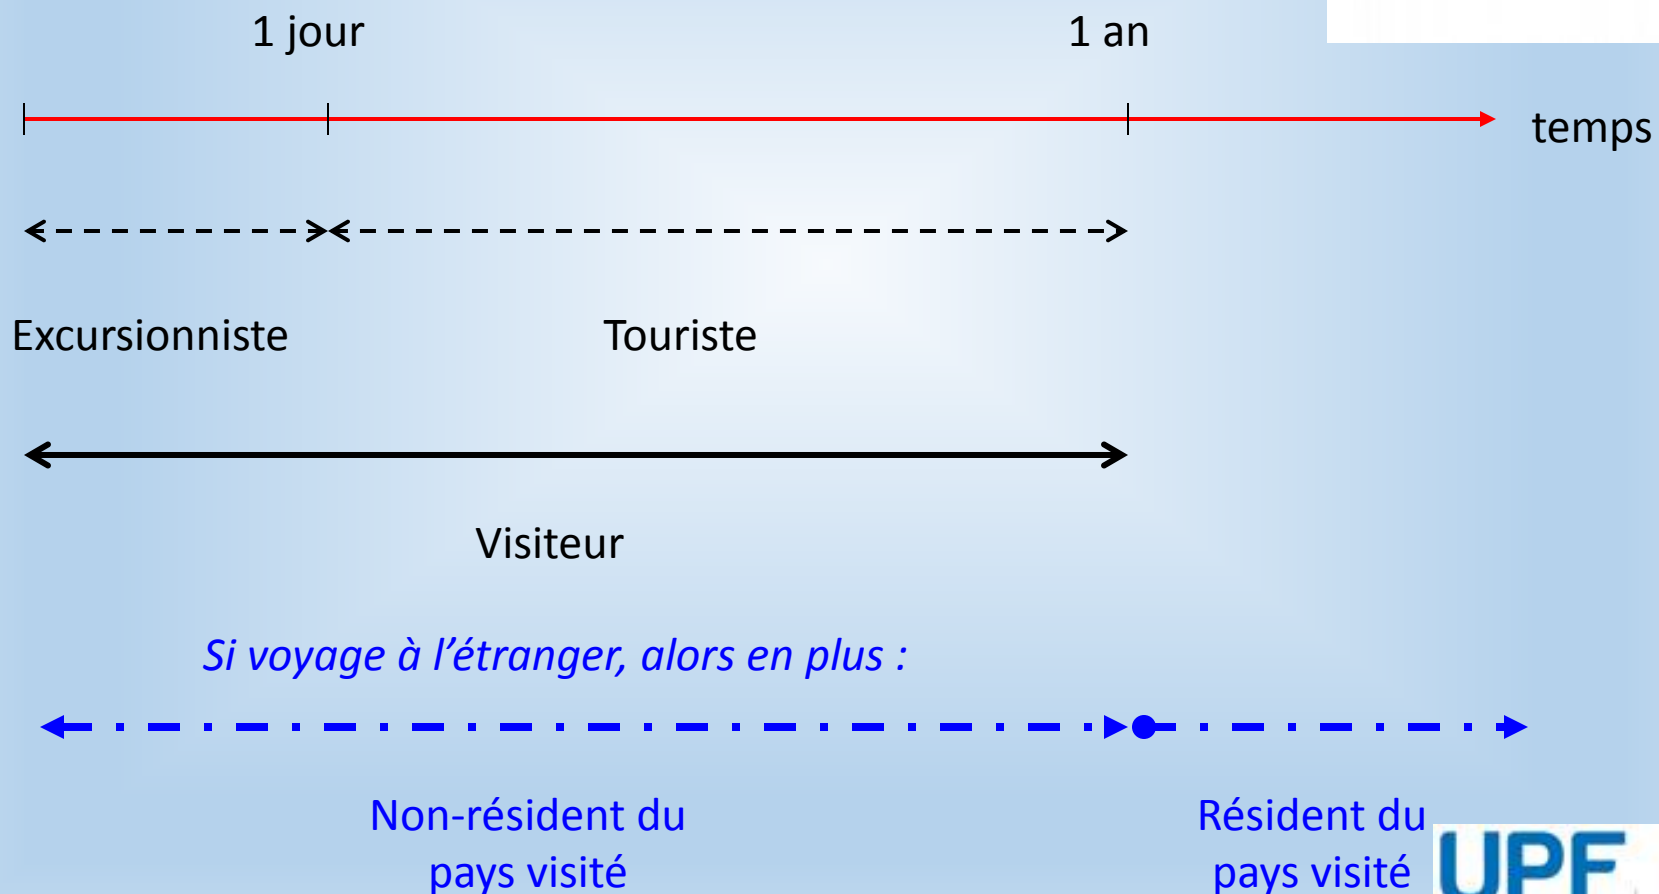 1 jour
1 an
temps
Excursionniste
Touriste
Visiteur
Si voyage à l’étranger, alors en plus :
Non-résident du
pays visité
Résident du
pays visité
UPF